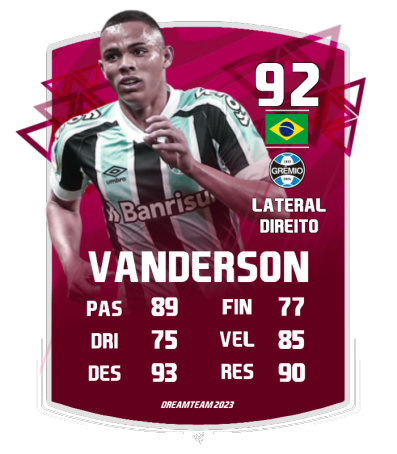 92
GRÊMIO
LATERAL
DIREITO
umbro
Banrisul
VANDERSON
PAS 89 FIN 77
DRI 75 VEL 85
DES 93 RES 90
DREAMTEAM 2023